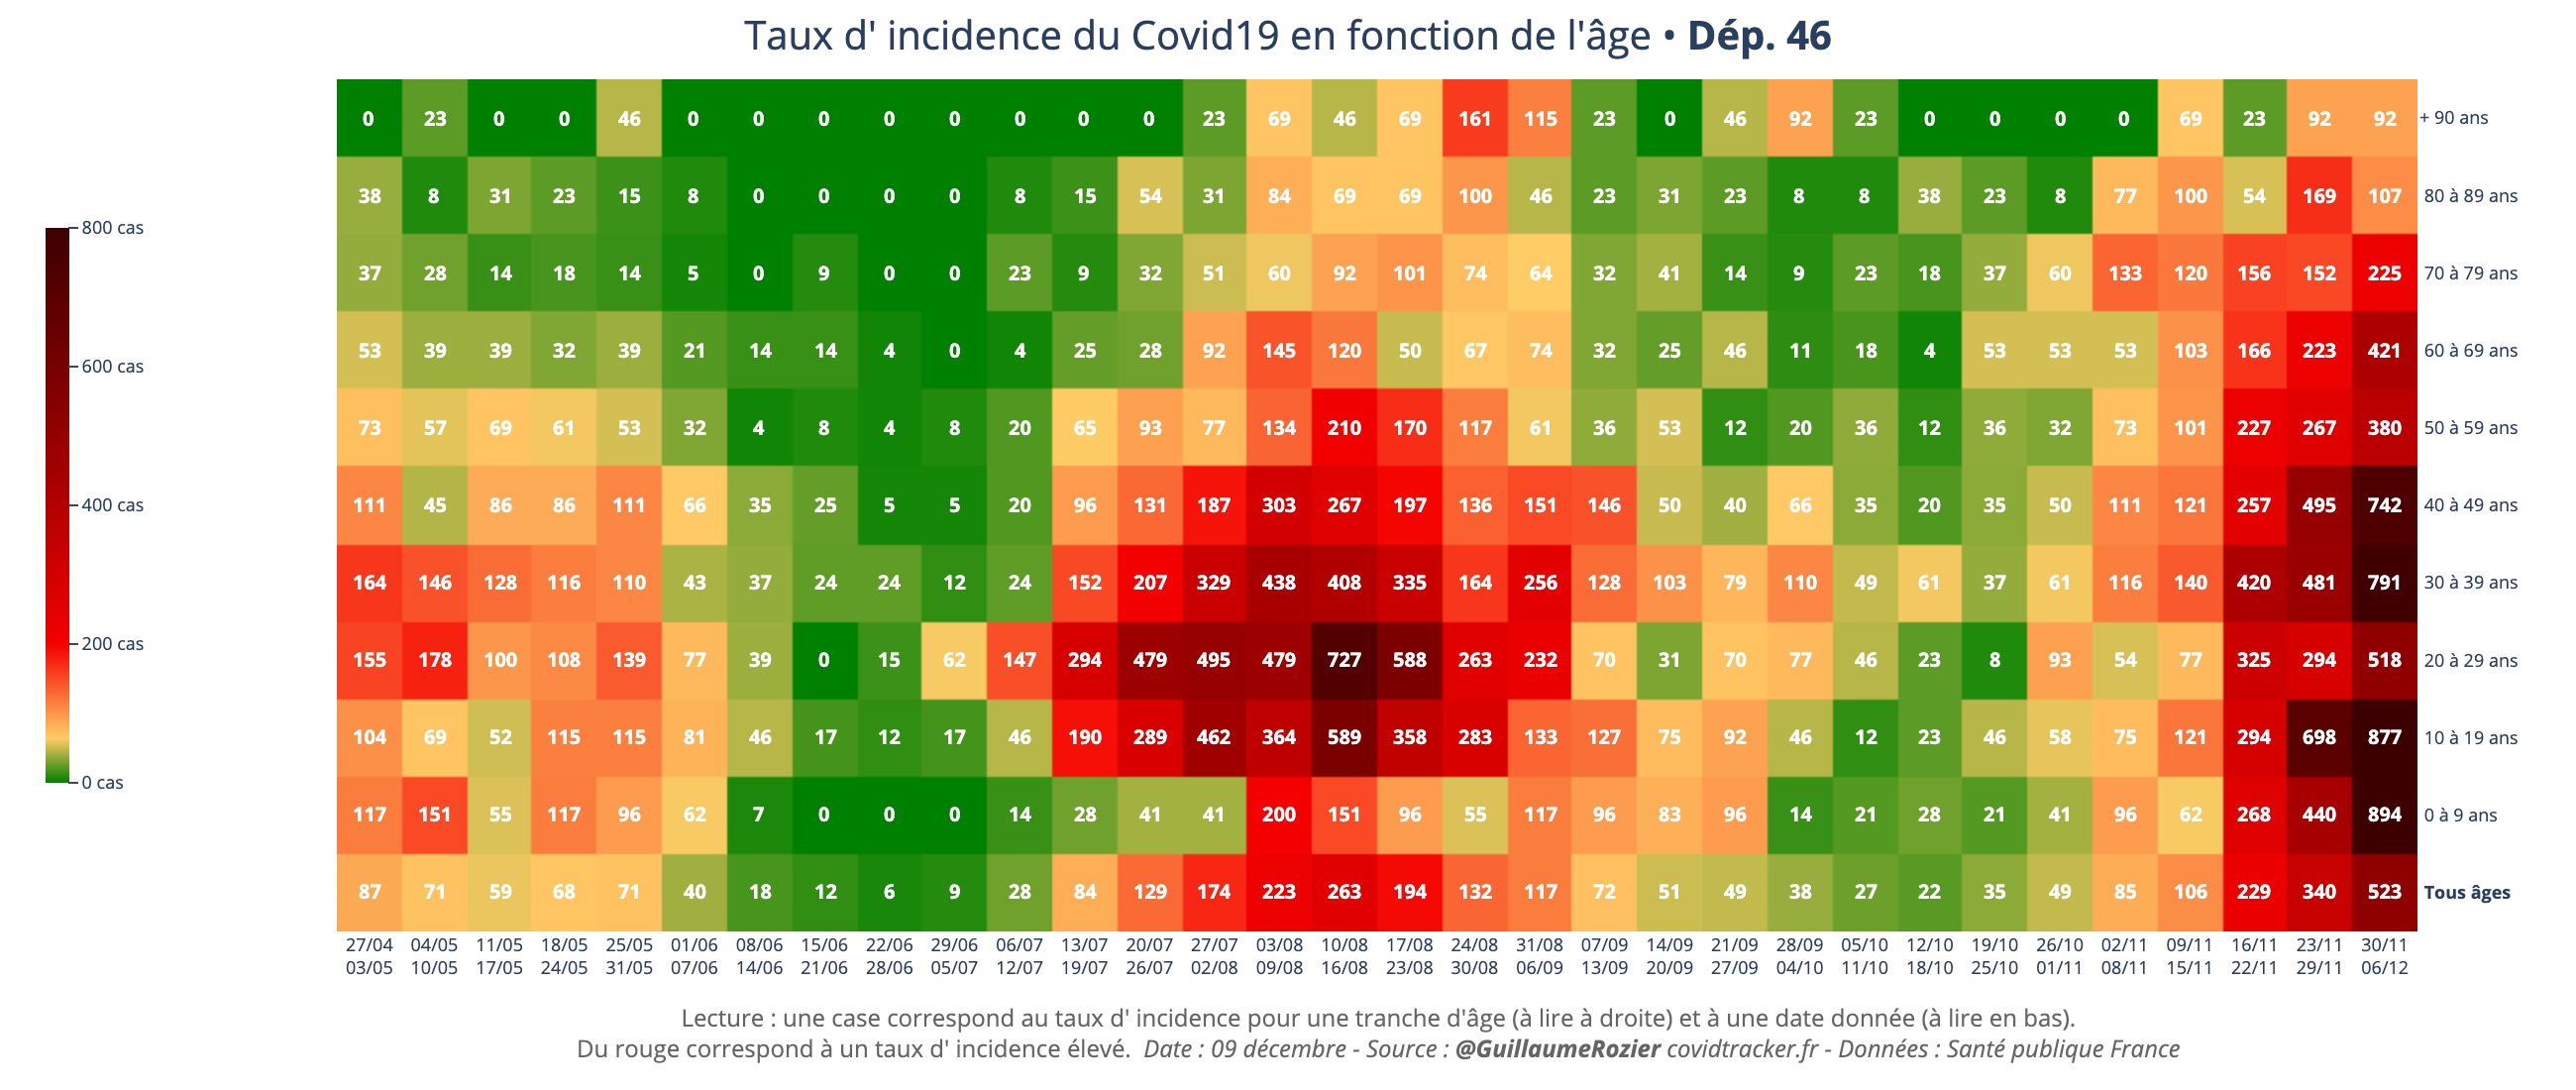 Taux d' incidence du Covid19 en fonction de l'âge • Dép. 46
800 cas
600 cas
400 cas
200 cas
0 cas
0 23 0 0 46 0 0 0 0 0 0 0 0 23 69 46 69 161 115 23 0 46 92 23 0 0 0 0 69 23 92 92 + 90 ans
38 8 31 23 15 8 0 0 0 0 8 15 54 31 84 69 69 100 46 23 31 23 8 8 38 23 8 77 100 54 169 107 80 à 89 ans
37 28 14 18 14 5 0 9 0 0 23 9 32 51 60 92 101 74 64 32 41 14 9 23 18 37 60 133 120 156 152 225 70 à 79 ans
53 39 39 32 39 21 14 14 4 0 4 25 28 92 145 120 50 67 74 32 25 46 11 18 4 53 53 53 103 166 223 421 60 à 69 ans
73 57 69 61 53 32 4 8 4 8 20 65 93 77 134 210 170 117 61 36 53 12 20 36 12 36 32 73 101 227 267 380 50 à 59 ans
111 45 86 86 111 66 35 25 5 5 20 96 131 187 303 267 197 136 151 146 50 40 66 35 20 35 50 111 121 257 495 742 40 à 49 ans
164 146 128 116 110 43 37 24 24 12 24 152 207 329 438 408 335 164 256 128 103 79 110 49 61 37 61 116 140 420 481 791 30 à 39 ans
155 178 100 108 139 77 39 0 15 62 147 294 479 495 479 727 588 263 232 70 31 70 77 46 23 8 93 54 77 325 294 518 20 à 29 ans
104 69 52 115 115 81 46 17 12 17 46 190 289 462 364 589 358 283 133 127 75 92 46 12 23 46 58 75 121 294 698 877 10 à 19 ans
117 151 55 117 96 62 7 0 0 0 14 28 41 41 200 151 96 55 117 96 83 96 14 21 28 21 41 96 62 268 440 894 0 à 9 ans
87 71 59 68 71 40 18 12 6 9 28 84 129 174 223 263 194 132 117 72 51 49 38 27 22 35 49 85 106 229 340 523 Tous âges
27/04 04/05 11/05 18/05 25/05 01/06 08/06 15/06 22/06 29/06 06/07 13/07 20/07 27/07 03/08 10/08 17/08 24/08 31/08 07/09 14/09 21/09 28/09 05/10 12/10 19/10 26/10 02/11 09/11 16/11 23/11 30/11
03/05 10/05 17/05 24/05 31/05 07/06 14/06 21/06 28/06 05/07 12/07 19/07 26/07 02/08 09/08 16/08 23/08 30/08 06/09 13/09 20/09 27/09 04/10 11/10 18/10 25/10 01/11 08/11 15/11 22/11 29/11 06/12
Lecture : une case correspond au taux d' incidence pour une tranche d'âge (à lire à droite) et à une date donnée (à lire en bas).
Du rouge correspond à un taux d' incidence élevé. Date : 09 décembre - Source : @GuillaumeRozier covidtracker.fr - Données : Santé publique France